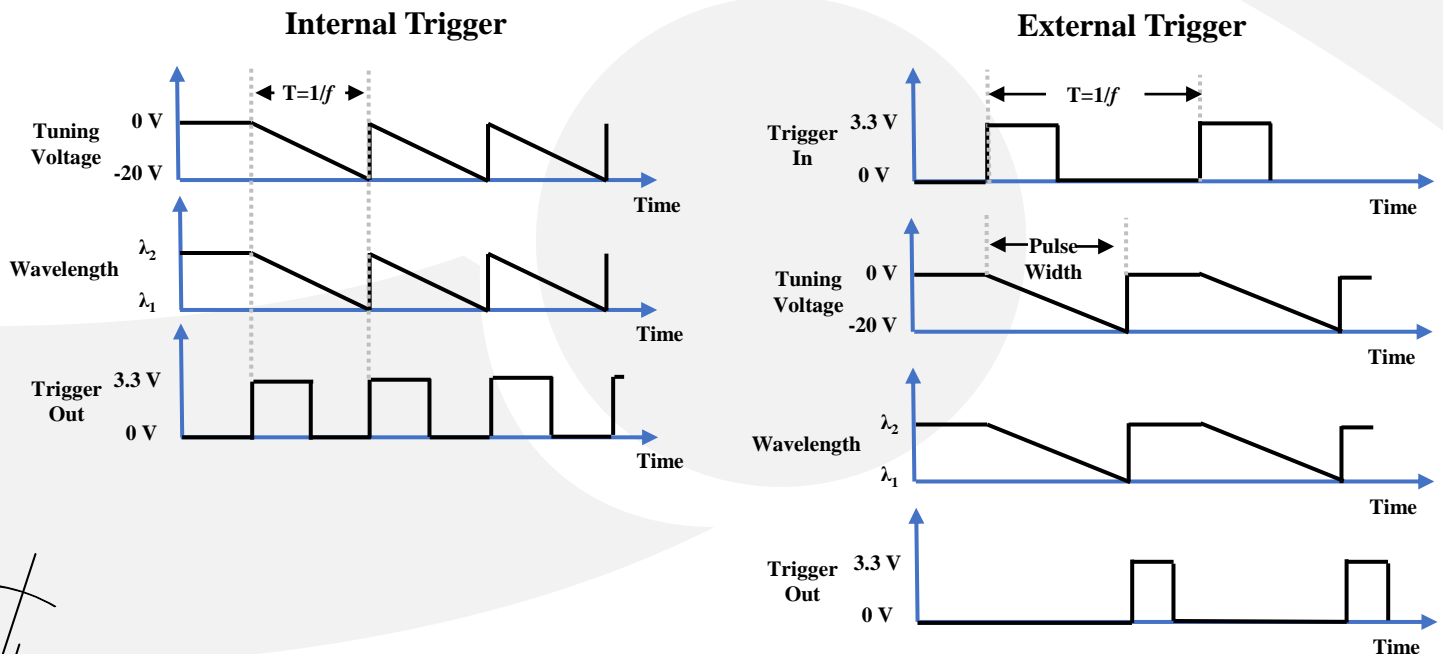 Internal Trigger
T=1/f
Tuning
Voltage
0 V
-20 V
Time
Wavelength
λ2
λ1
Time
Trigger
Out
3.3 V
0 V
Time
External Trigger
T=1/f
Trigger
In
3.3 V
0 V
Time
Pulse
Width
Tuning
Voltage
0 V
-20 V
Time
Wavelength
λ2
λ1
Time
Trigger
Out
3.3 V
0 V
Time